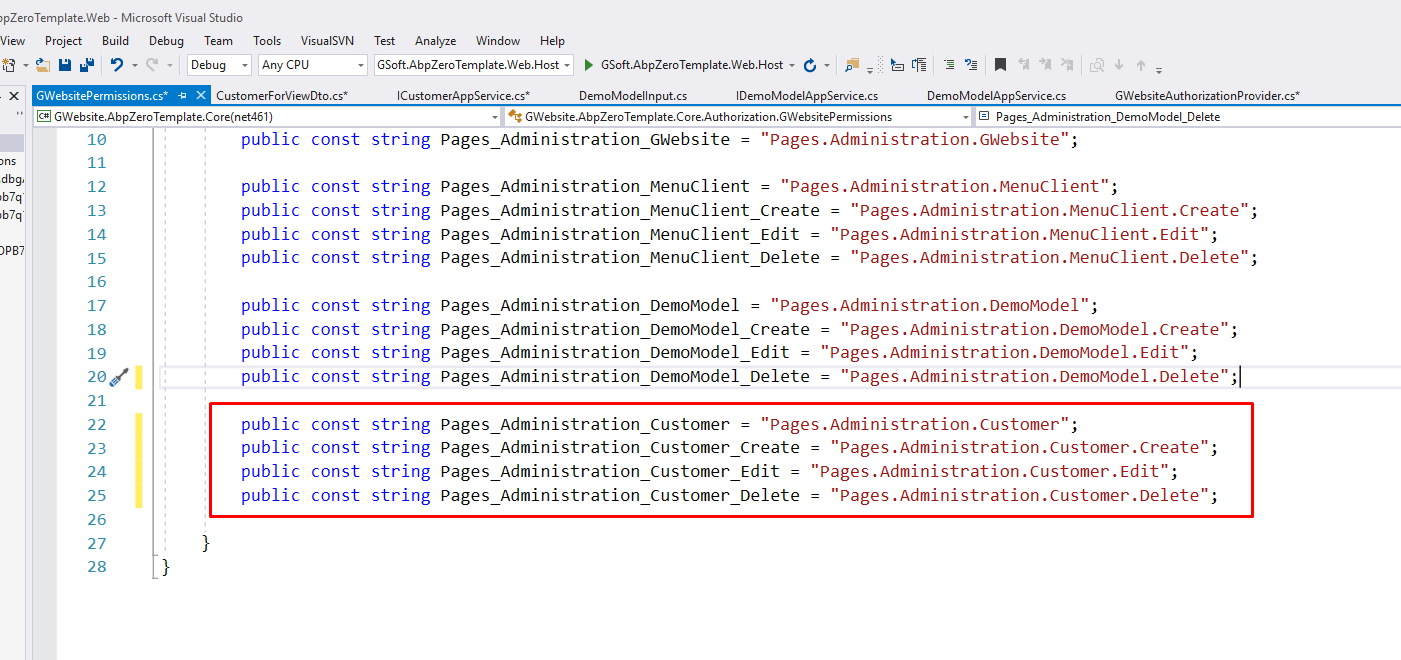 bpZeroTemplate.Web - Microsoft Visual Studio
View Project Build Debug Team Tools VisualSVN Test Analyze Window Help
Debug Any CPU GSoft.AbpZeroTemplate.Web.Host GSoft.AbpZeroTemplate.Web.Host
GWebsitePermissions.cs* CustomerForViewDto.cs* ICustomerAppService.cs* DemoModelInput.cs IDemoModelAppService.cs DemoModelAppService.cs GWebsiteAuthorizationProvider.cs*
C# GWebsite.AbpZeroTemplate.Core(net461) GWebsite.AbpZeroTemplate.Core.Authorization.GWebsitePermissions Pages_Administration_DemoModel_Delete
10 public const string Pages_Administration_GWebsite = "Pages.Administration.GWebsite";
11
12 public const string Pages_Administration_MenuClient = "Pages.Administration.MenuClient";
13 public const string Pages_Administration_MenuClient_Create = "Pages.Administration.MenuClient.Create";
14 public const string Pages_Administration_MenuClient_Edit = "Pages.Administration.MenuClient.Edit";
15 public const string Pages_Administration_MenuClient_Delete = "Pages.Administration.MenuClient.Delete";
16
17 public const string Pages_Administration_DemoModel = "Pages.Administration.DemoModel";
18 public const string Pages_Administration_DemoModel_Create = "Pages.Administration.DemoModel.Create";
19 public const string Pages_Administration_DemoModel_Edit = "Pages.Administration.DemoModel.Edit";
20 public const string Pages_Administration_DemoModel_Delete = "Pages.Administration.DemoModel.Delete";
21
22 public const string Pages_Administration_Customer = "Pages.Administration.Customer";
23 public const string Pages_Administration_Customer_Create = "Pages.Administration.Customer.Create";
24 public const string Pages_Administration_Customer_Edit = "Pages.Administration.Customer.Edit";
25 public const string Pages_Administration_Customer_Delete = "Pages.Administration.Customer.Delete";
26
27 }
28 }